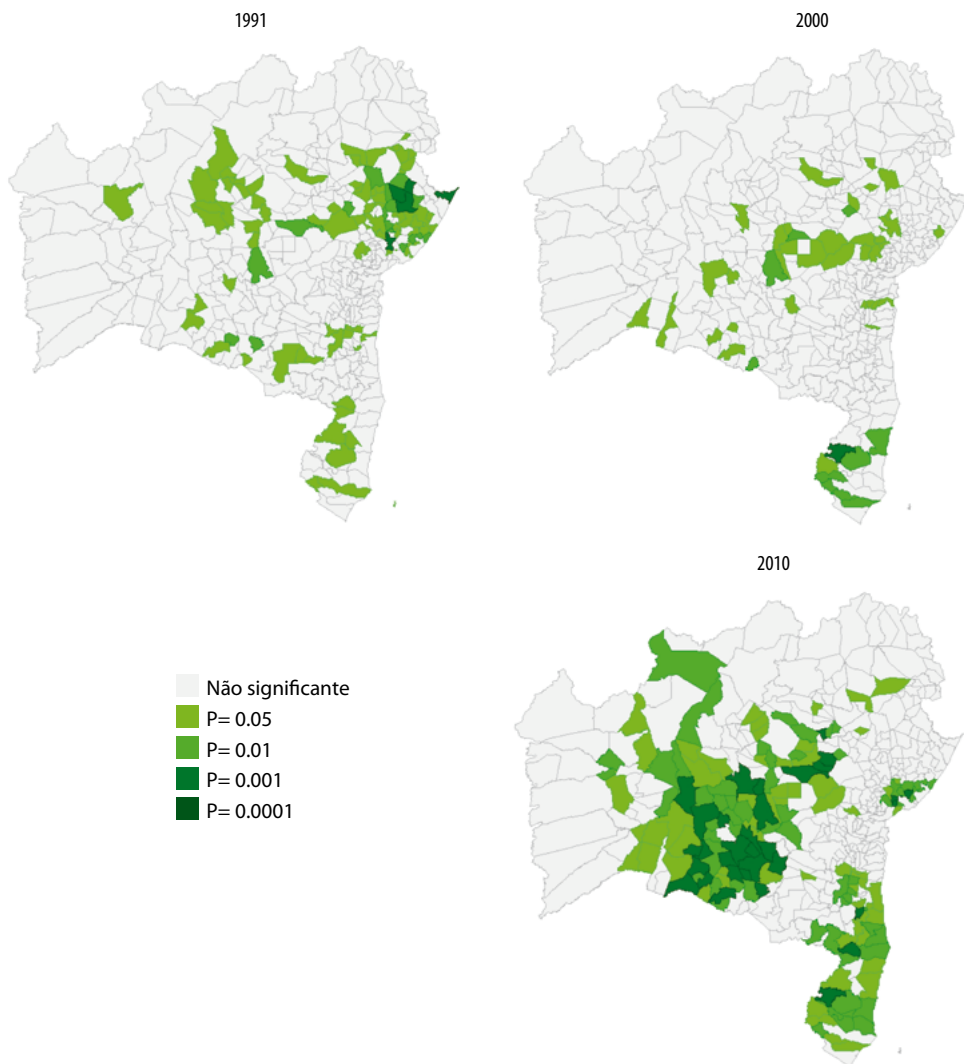 1991
2000
2010
Não significante
P= 0.05
P= 0.01
P= 0.001
P= 0.0001